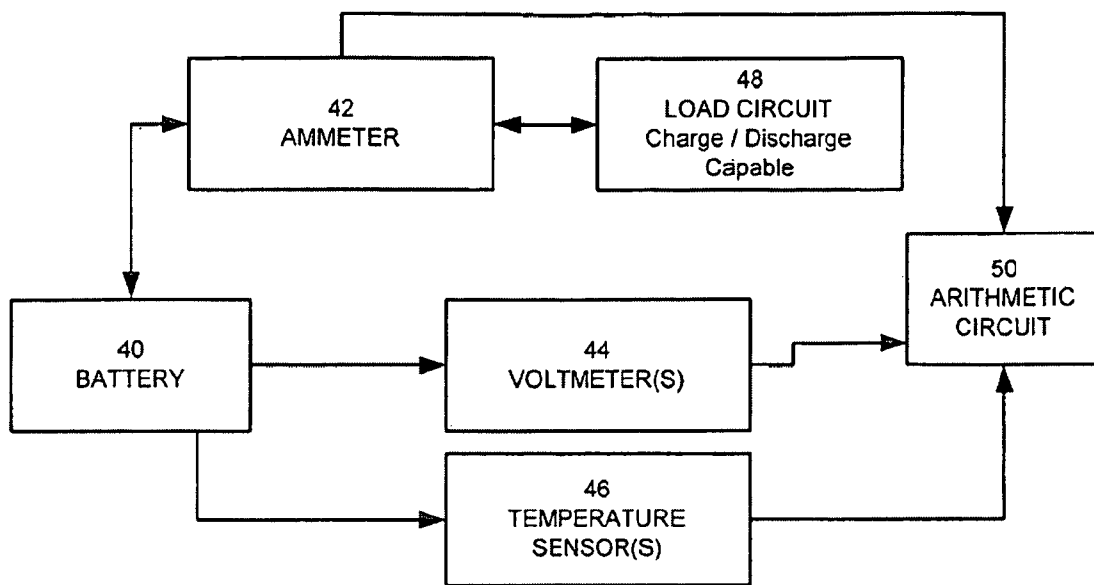 42
AMMETER
48
LOAD CIRCUIT
Charge / Discharge
Capable
50
ARITHMETIC
CIRCUIT
40
BATTERY
44
VOLTMETER(S)
46
TEMPERATURE
SENSOR(S)